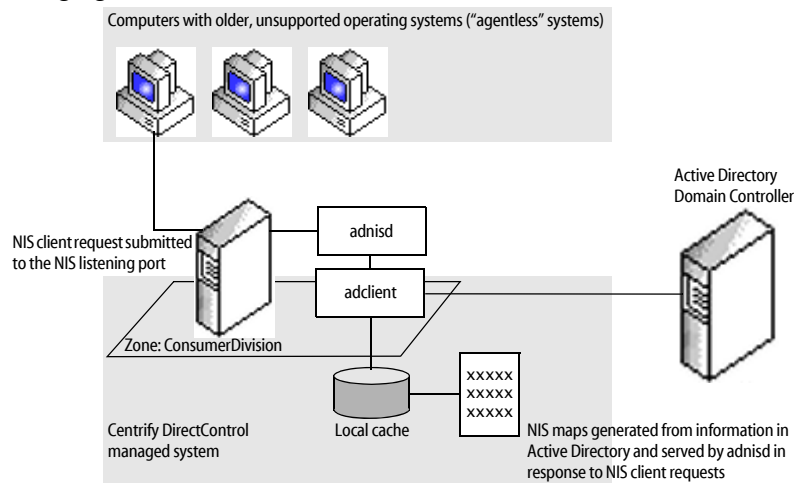 Computers with older, unsupported operating systems (“agentless” systems)
Active Directory
Domain Controller
NIS client request submitted
to the NIS listening port
adnisd
adclient
Zone: ConsumerDivision
xxxxx
xxxxx
xxxxx
Centrify DirectControl
managed system
Local cache
NIS maps generated from information in
Active Directory and served by adnisd in
response to NIS client requests